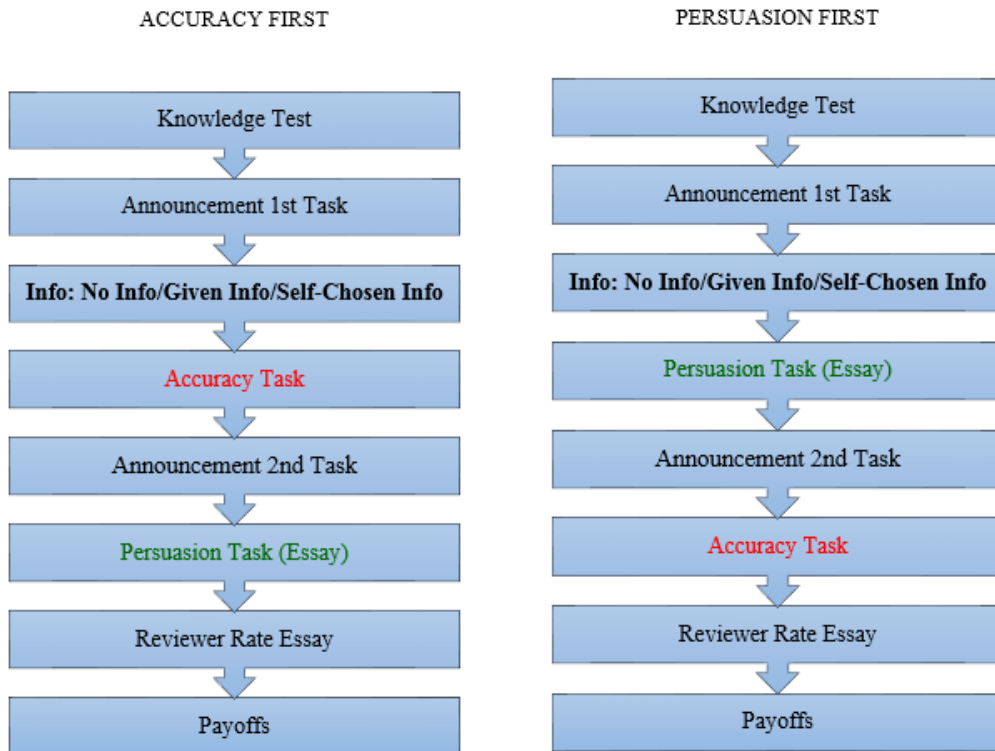 ACCURACY FIRST
Knowledge Test
Announcement 1st Task
Info: No Info/Given Info/Self-Chosen Info
Accuracy Task
Announcement 2nd Task
Persuasion Task (Essay)
Reviewer Rate Essay
Payoffs
PERSUASION FIRST
Knowledge Test
Announcement 1st Task
Info: No Info/Given Info/Self-Chosen Info
Persuasion Task (Essay)
Announcement 2nd Task
Accuracy Task
Reviewer Rate Essay
Payoffs